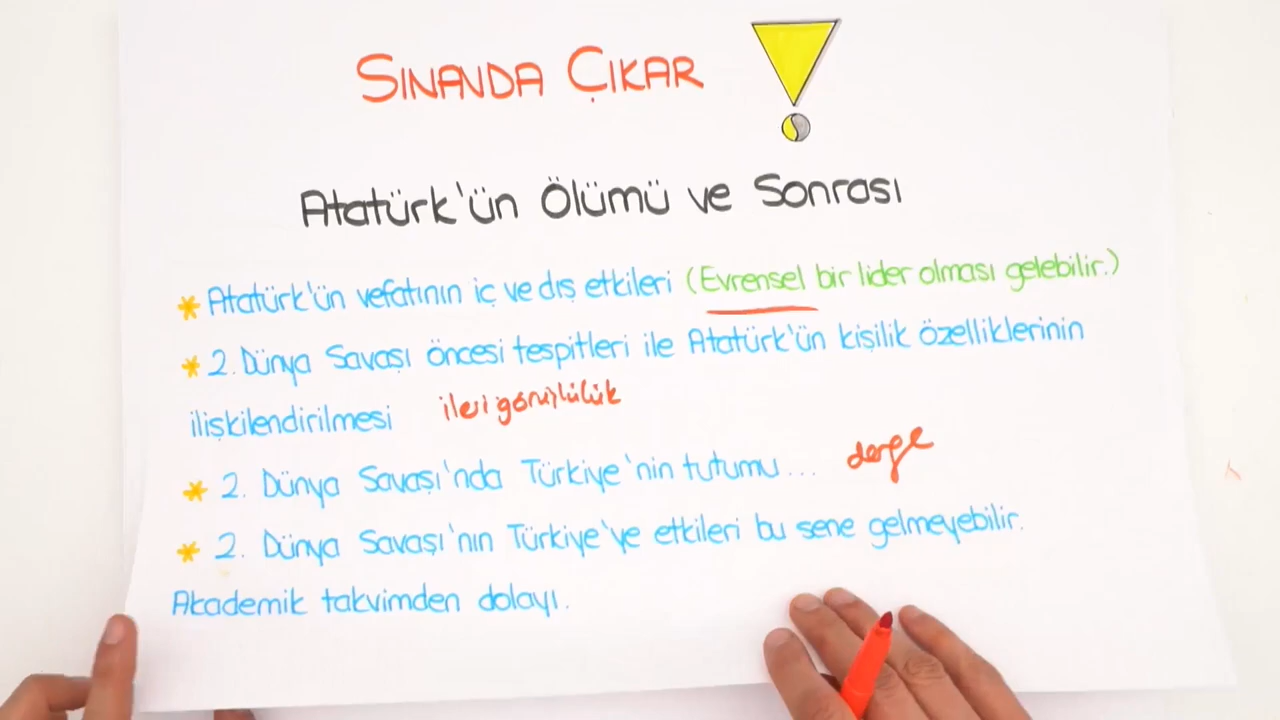 SINAVDA ÇIKAR
Atatürk'ün Ölümü ve Sonrası
Atatürk'ün vefatının iç ve dış etkileri (Evrensel bir lider olması gelebilir.)
2. Dünya Savaşı öncesi tespitleri ile Atatürk'ün kişilik özelliklerinin
ilişkilendirilmesi ileri görüşlülük
2. Dünya Savaşı'nda Türkiye'nin tutumu... denge
2. Dünya Savaşı'nın Türkiye'ye etkileri bu sene gelmeyebilir.
Akademik takvimden dolayı.